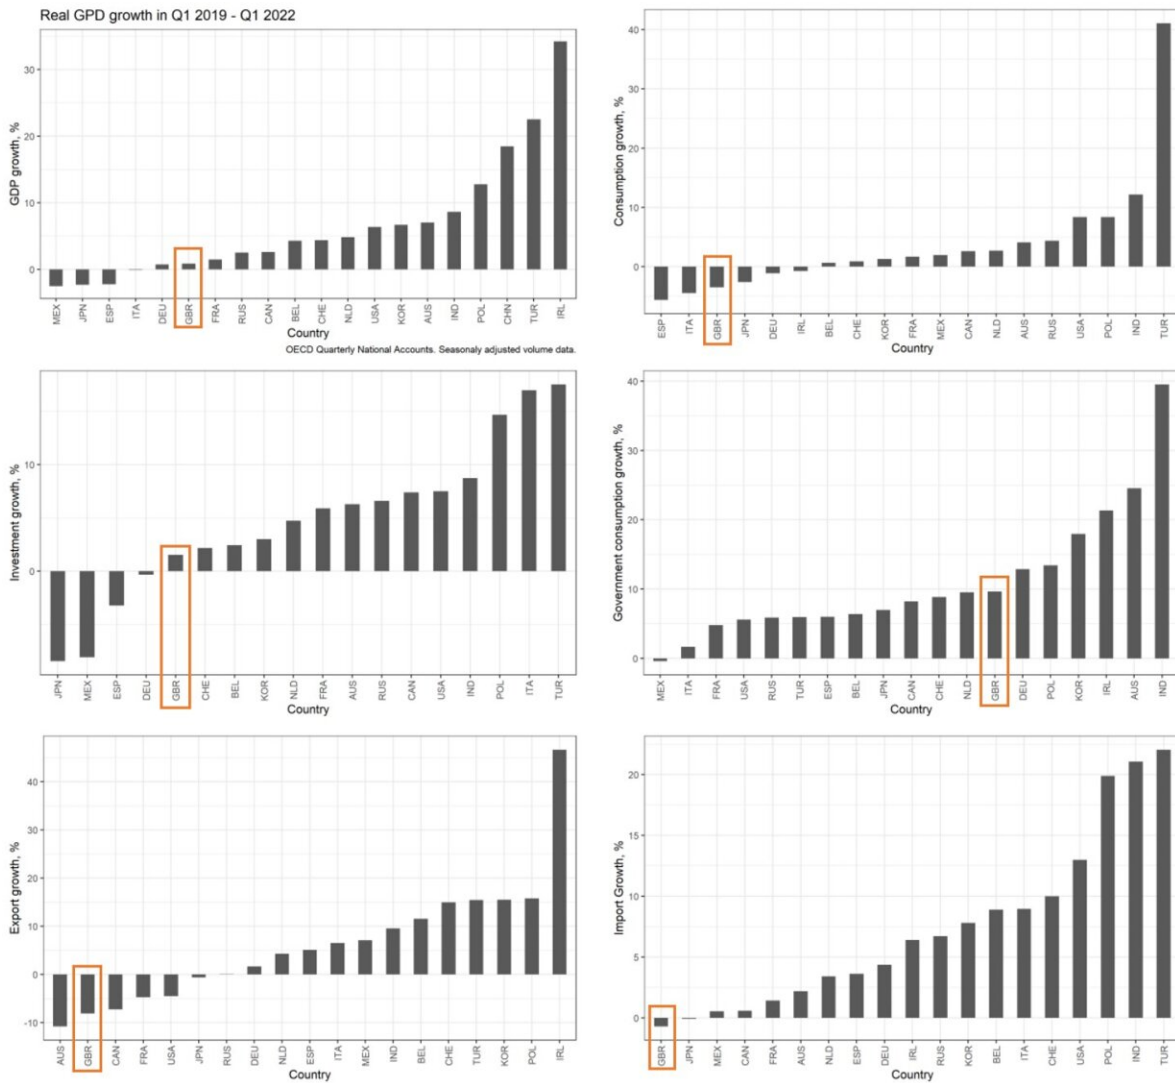 Real GPD growth in Q1 2019 - Q1 2022
GDP growth, %
30
20
10
0
MEX JPN ESP ITA DEU GBR FRA RUS CAN BEL CHE NLD USA KOR AUS IND POL CHN TUR IRL
Country
OECD Quarterly National Accounts. Seasonaly adjusted volume data.
Consumption growth, %
40
30
20
10
0
ESP ITA GBR JPN DEU IRL BEL CHE KOR FRA MEX CAN NLD AUS RUS USA POL IND TUR
Country
Investment growth, %
10
0
JPN MEX ESP DEU GBR CHE BEL KOR NLD FRA AUS RUS CAN USA IND POL ITA TUR
Country
Government consumption growth, %
40
30
20
10
0
MEX ITA FRA USA RUS TUR ESP BEL JPN CAN CHE NLD GBR DEU POL KOR IRL AUS IND
Country
Export growth, %
40
30
20
10
0
-10
AUS GBR CAN FRA USA JPN RUS DEU NLD ESP ITA MEX IND BEL CHE TUR KOR POL IRL
Country
Import Growth, %
20
15
10
5
0
GBR JPN MEX CAN FRA AUS NLD ESP DEU IRL RUS KOR BEL ITA CHE USA POL IND TUR
Country